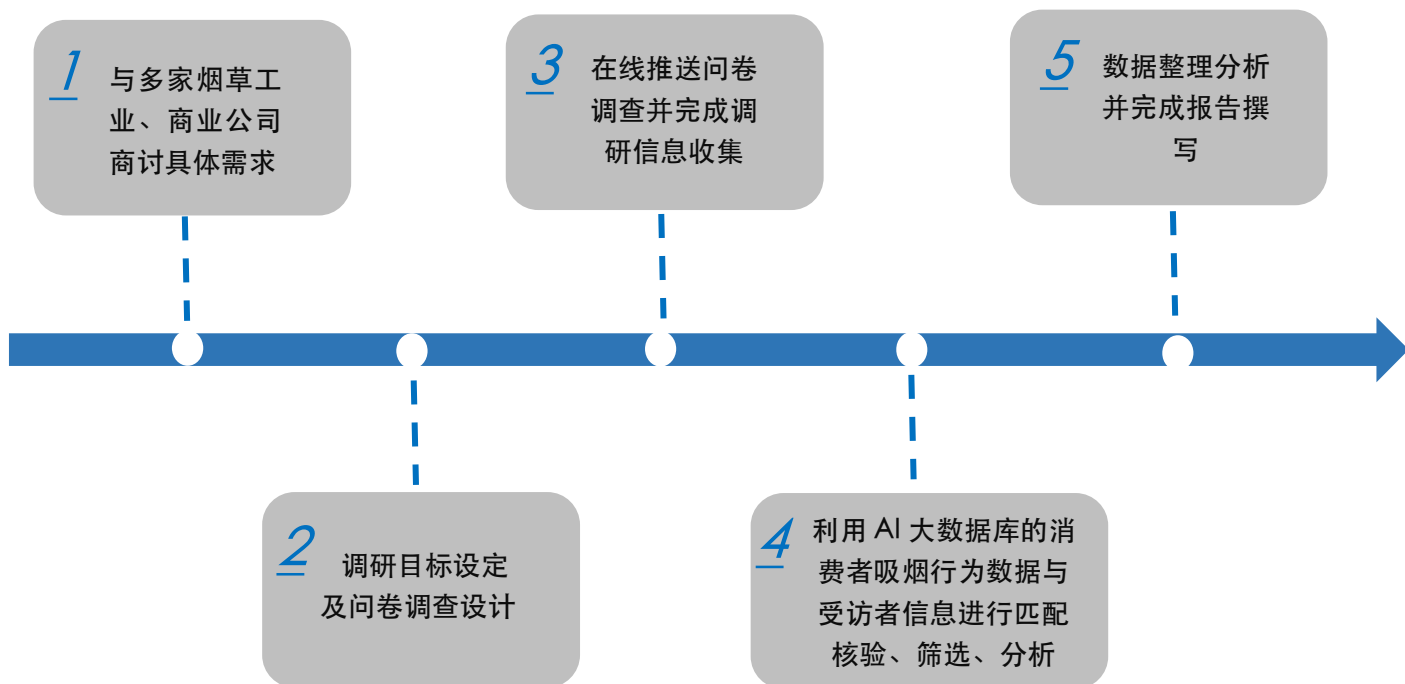 1
与多家烟草工
业、商业公司
商讨具体需求
2
调研目标设定
及问卷调查设计
3
在线推送问卷
调查并完成调
研信息收集
4
利用 AI 大数据库的消
费者吸烟行为数据与
受访者信息进行匹配
核验、筛选、分析
5
数据整理分析
并完成报告撰
写